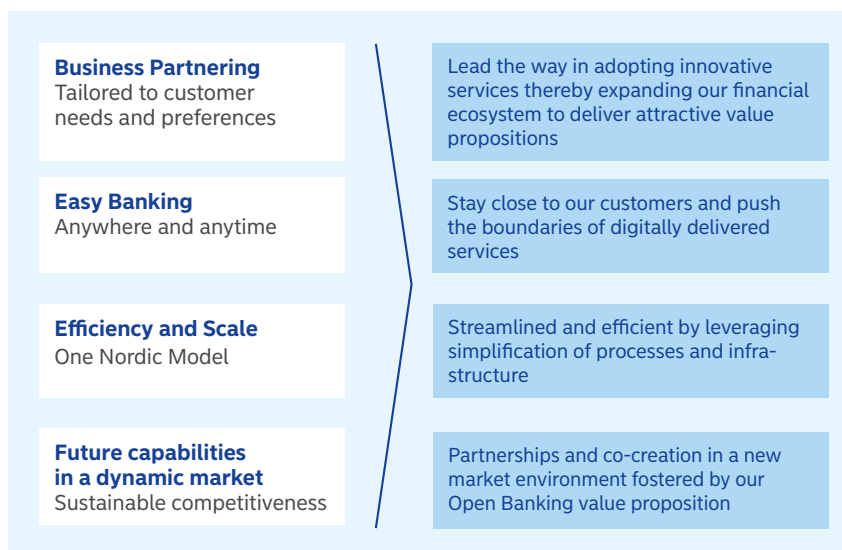 Business Partnering
Tailored to customer
needs and preferences
Lead the way in adopting innovative
services thereby expanding our financial
ecosystem to deliver attractive value
propositions
Easy Banking
Anywhere and anytime
Stay close to our customers and push
the boundaries of digitally delivered
services
Efficiency and Scale
One Nordic Model
Streamlined and efficient by leveraging
simplification of processes and infra-
structure
Future capabilities
in a dynamic market
Sustainable competitiveness
Partnerships and co-creation in a new
market environment fostered by our
Open Banking value proposition